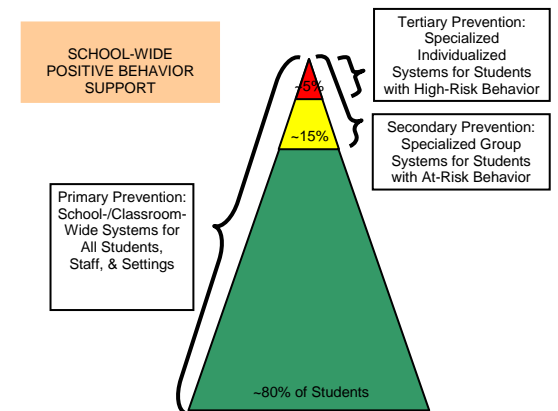 SCHOOL-WIDE
POSITIVE BEHAVIOR
SUPPORT
Tertiary Prevention:
Specialized
Individualized
Systems for Students
with High-Risk Behavior
~5%
~15%
Secondary Prevention:
Specialized Group
Systems for Students
with At-Risk Behavior
Primary Prevention:
School-/Classroom-
Wide Systems for
All Students,
Staff, & Settings
~80% of Students